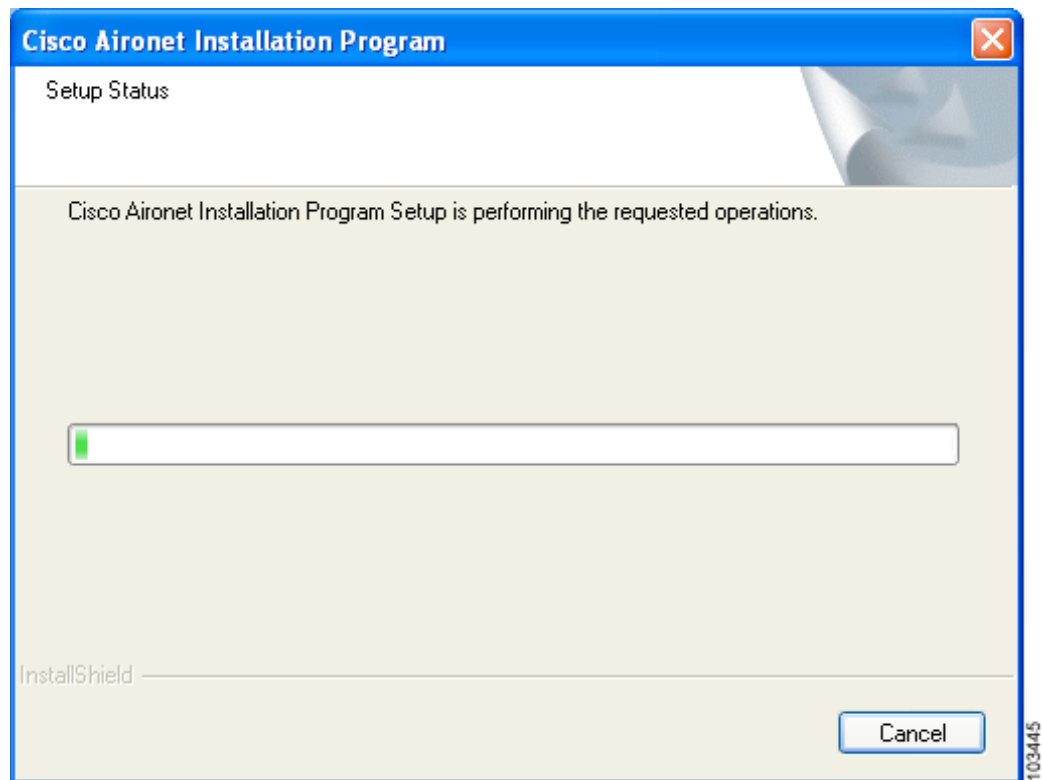 Cisco Aironet Installation Program
Setup Status
Cisco Aironet Installation Program Setup is performing the requested operations.
InstallShield
Cancel
103445